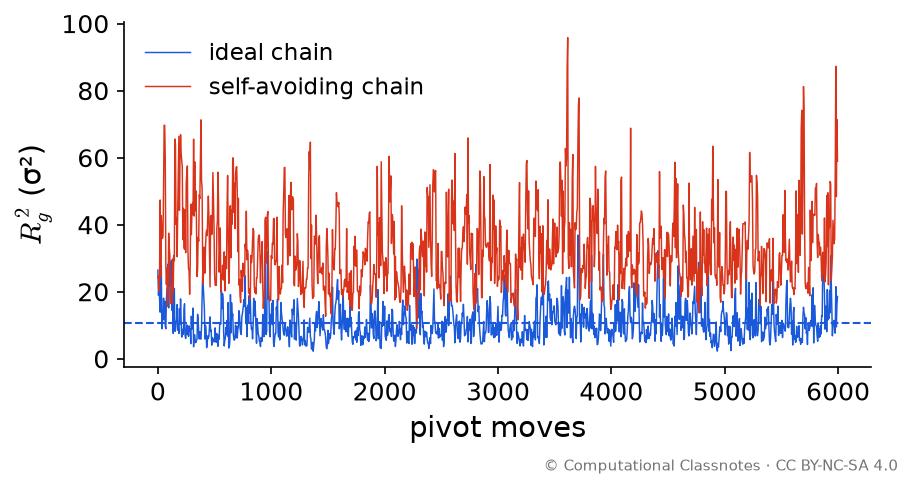 100
80
60
40
20
0
R_g^2 (σ²)
ideal chain
self-avoiding chain
0 1000 2000 3000 4000 5000 6000
pivot moves
© Computational Classnotes · CC BY-NC-SA 4.0